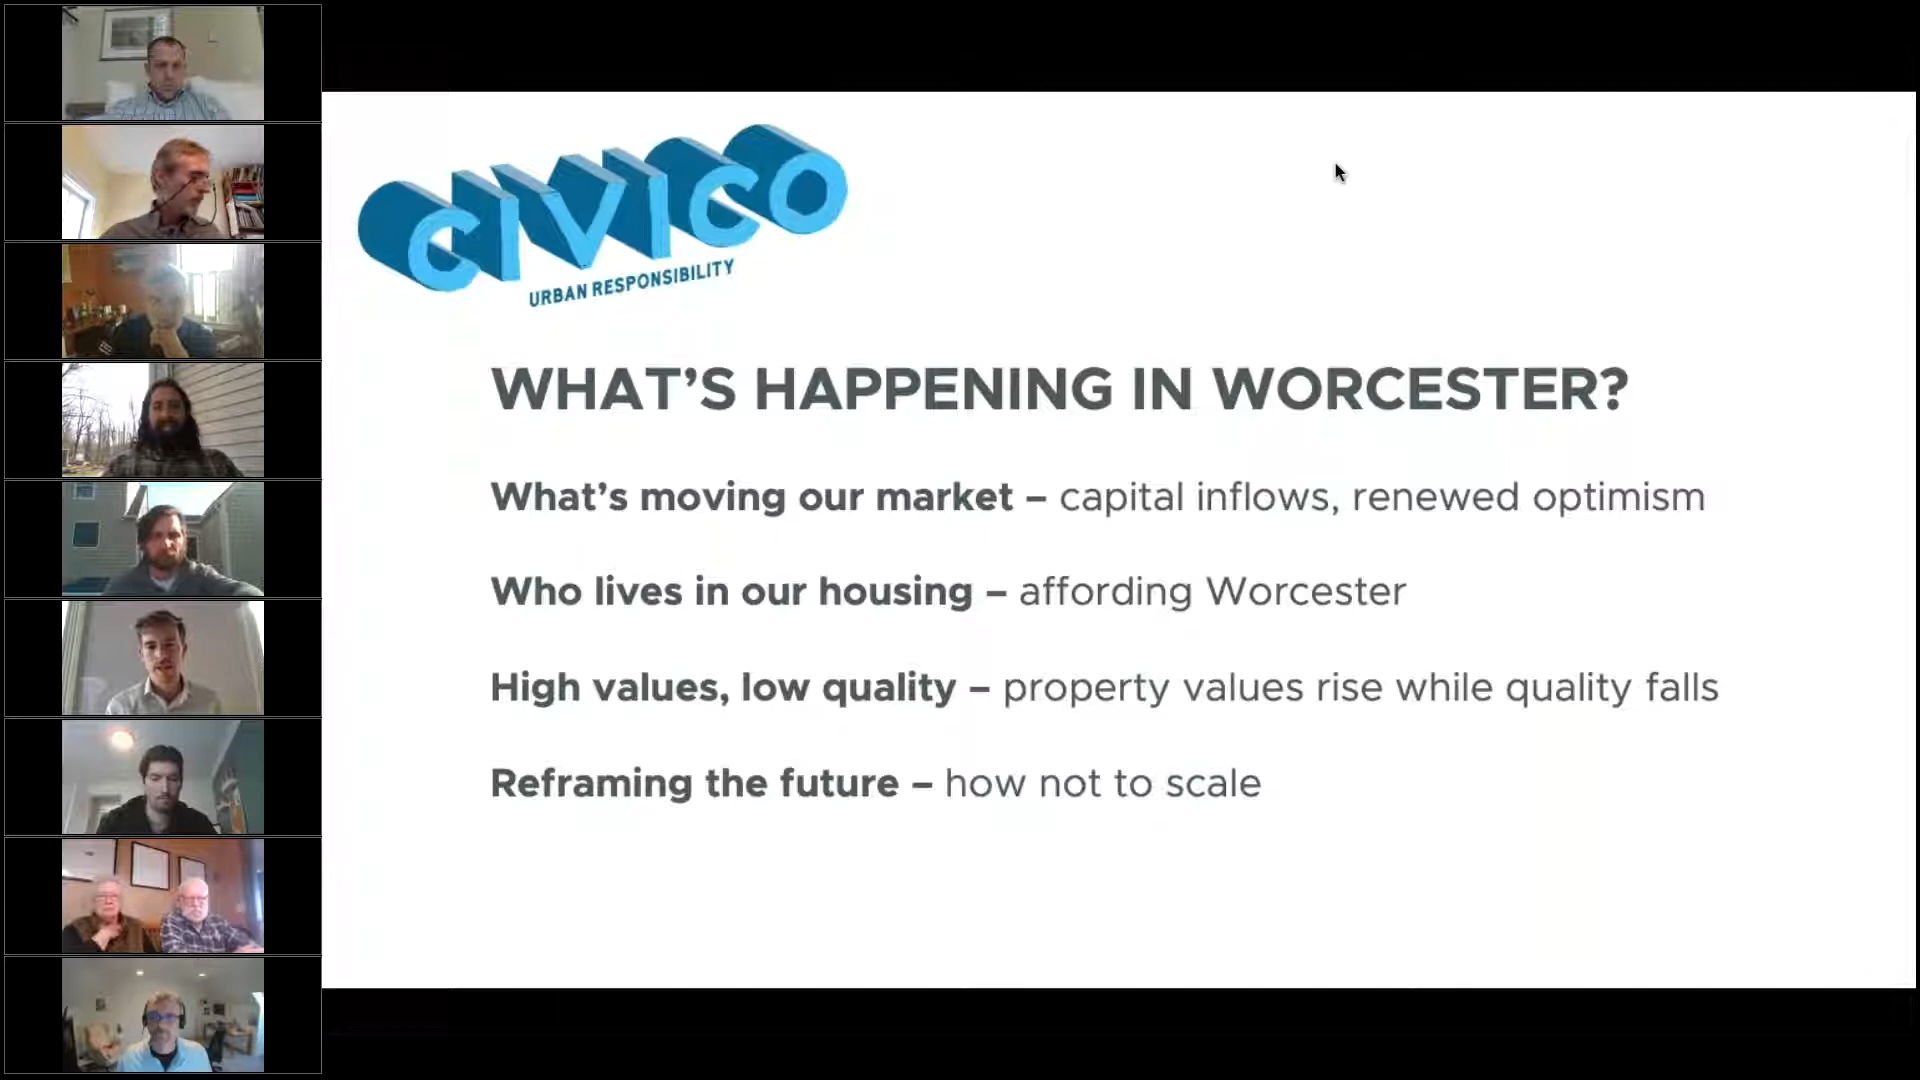 CIVICO
URBAN RESPONSIBILITY
WHAT’S HAPPENING IN WORCESTER?
What’s moving our market – capital inflows, renewed optimism
Who lives in our housing – affording Worcester
High values, low quality – property values rise while quality falls
Reframing the future – how not to scale